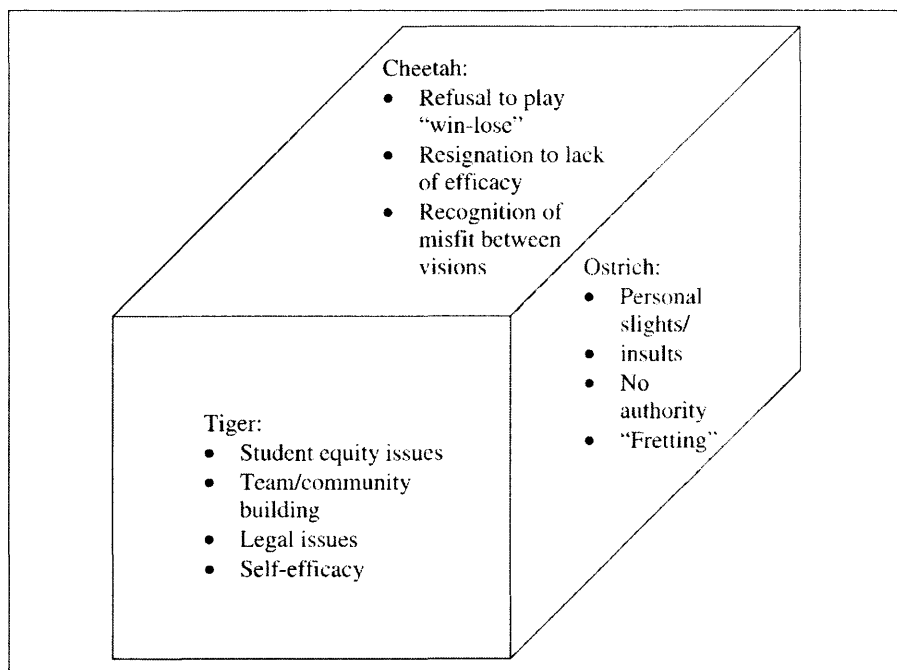 Cheetah:
• Refusal to play
“win-lose”
• Resignation to lack
of efficacy
• Recognition of
misfit between
visions
Ostrich:
• Personal
slights/
• insults
• No
authority
• “Fretting”
Tiger:
• Student equity issues
• Team/community
building
• Legal issues
• Self-efficacy